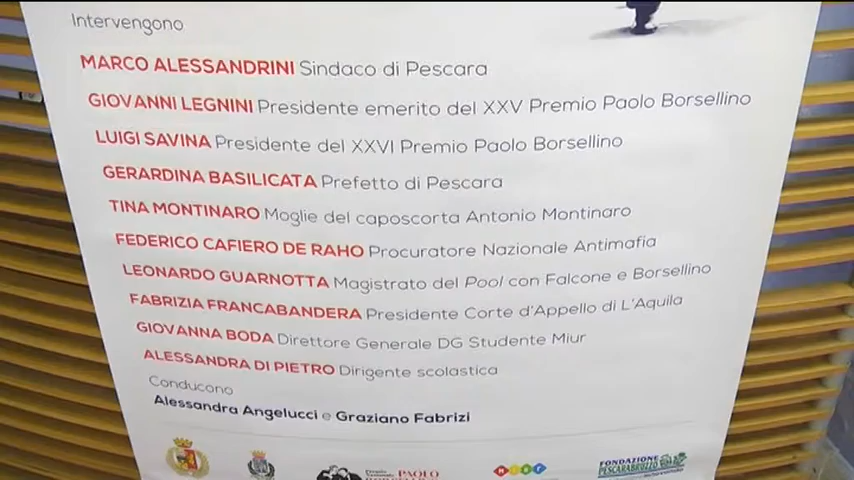 Intervengono
MARCO ALESSANDRINI Sindaco di Pescara
GIOVANNI LEGNINI Presidente emerito del XXV Premio Paolo Borsellino
LUIGI SAVINA Presidente del XXVI Premio Paolo Borsellino
GERARDINA BASILICATA Prefetto di Pescara
TINA MONTINARO Moglie del caposcorta Antonio Montinaro
FEDERICO CAFIERO DE RAHO Procuratore Nazionale Antimafia
LEONARDO GUARNOTTA Magistrato del Pool con Falcone e Borsellino
FABRIZIA FRANCABANDERA Presidente Corte d'Appello di L'Aquila
GIOVANNA BODA Direttore Generale DG Studente Miur
ALESSANDRA DI PIETRO Dirigente scolastica
Conducono
Alessandra Angelucci e Graziano Fabrizi
PAOLO
FONDAZIONE
PESCARABRUZZO